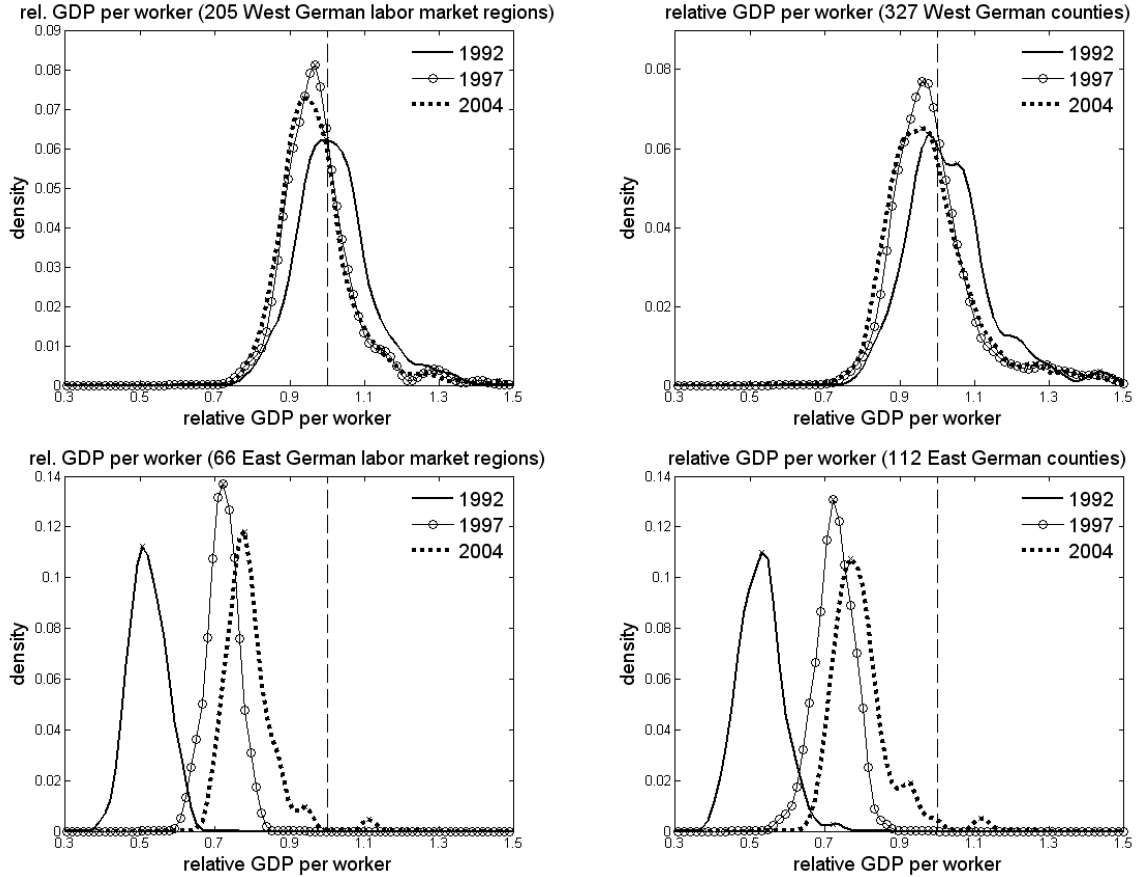 rel. GDP per worker (205 West German labor market regions)
0.09
0.08
0.07
0.06
0.05
0.04
0.03
0.02
0.01
0
density
1992
1997
2004
0.3 0.5 0.7 0.9 1.1 1.3 1.5
relative GDP per worker
relative GDP per worker (327 West German counties)
0.08
0.06
0.04
0.02
0
density
1992
1997
2004
0.3 0.5 0.7 0.9 1.1 1.3 1.5
relative GDP per worker
rel. GDP per worker (66 East German labor market regions)
0.14
0.12
0.1
0.08
0.06
0.04
0.02
0
density
1992
1997
2004
0.3 0.5 0.7 0.9 1.1 1.3 1.5
relative GDP per worker
relative GDP per worker (112 East German counties)
0.14
0.12
0.1
0.08
0.06
0.04
0.02
0
density
1992
1997
2004
0.3 0.5 0.7 0.9 1.1 1.3 1.5
relative GDP per worker